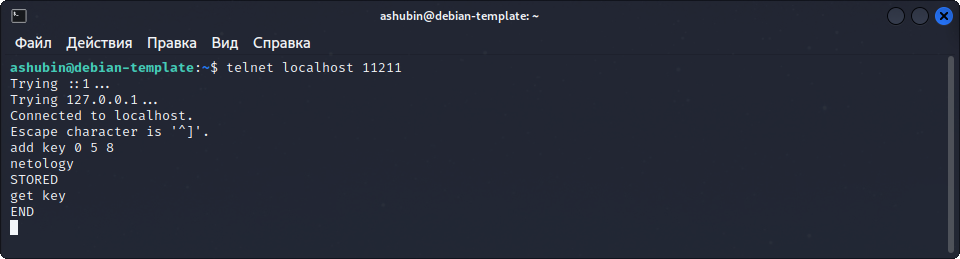 ashubin@debian-template: ~
Файл Действия Правка Вид Справка
ashubin@debian-template:~$ telnet localhost 11211
Trying ::1...
Trying 127.0.0.1...
Connected to localhost.
Escape character is '^]'.
add key 0 5 8
netology
STORED
get key
END